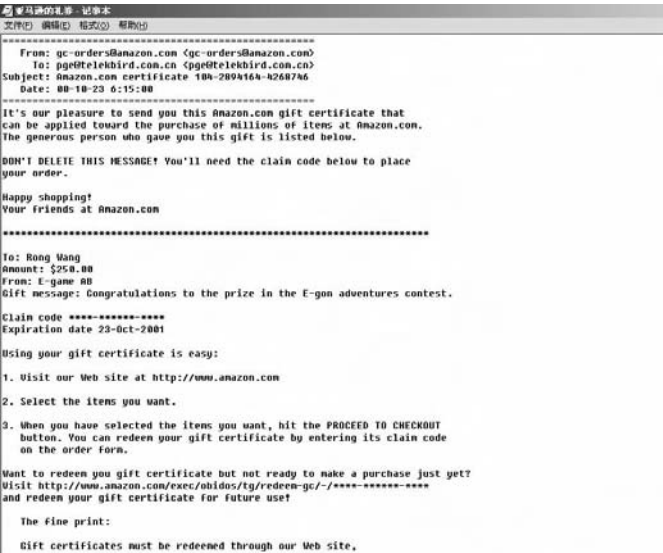 亚马逊的礼券 - 记事本
文件(F) 编辑(E) 格式(O) 帮助(H)
==================================================
From: gc-orders@amazon.com <gc-orders@amazon.com>
To: pge@telekbird.com.cn <pge@telekbird.com.cn>
Subject: Amazon.com certificate 104-2894164-4268746
Date: 00-10-23 6:15:00
==================================================
It's our pleasure to send you this Amazon.com gift certificate that
can be applied toward the purchase of millions of items at Amazon.com.
The generous person who gave you this gift is listed below.
DON'T DELETE THIS MESSAGE! You'll need the claim code below to place
your order.
Happy shopping!
Your friends at Amazon.com
**********************************************************************
To: Rong Wang
Amount: $250.00
From: E-game AB
Gift message: Congratulations to the prize in the E-gon adventures contest.
Claim code ****-******-****
Expiration date 23-Oct-2001
Using your gift certificate is easy:
1. Visit our Web site at http://www.amazon.com
2. Select the items you want.
3. When you have selected the items you want, hit the PROCEED TO CHECKOUT
button. You can redeem your gift certificate by entering its claim code
on the order form.
Want to redeem you gift certificate but not ready to make a purchase just yet?
Visit http://www.amazon.com/exec/obidos/tg/redeem-gc/-/****-******-****
and redeem your gift certificate for future use!
The fine print:
Gift certificates must be redeemed through our Web site,